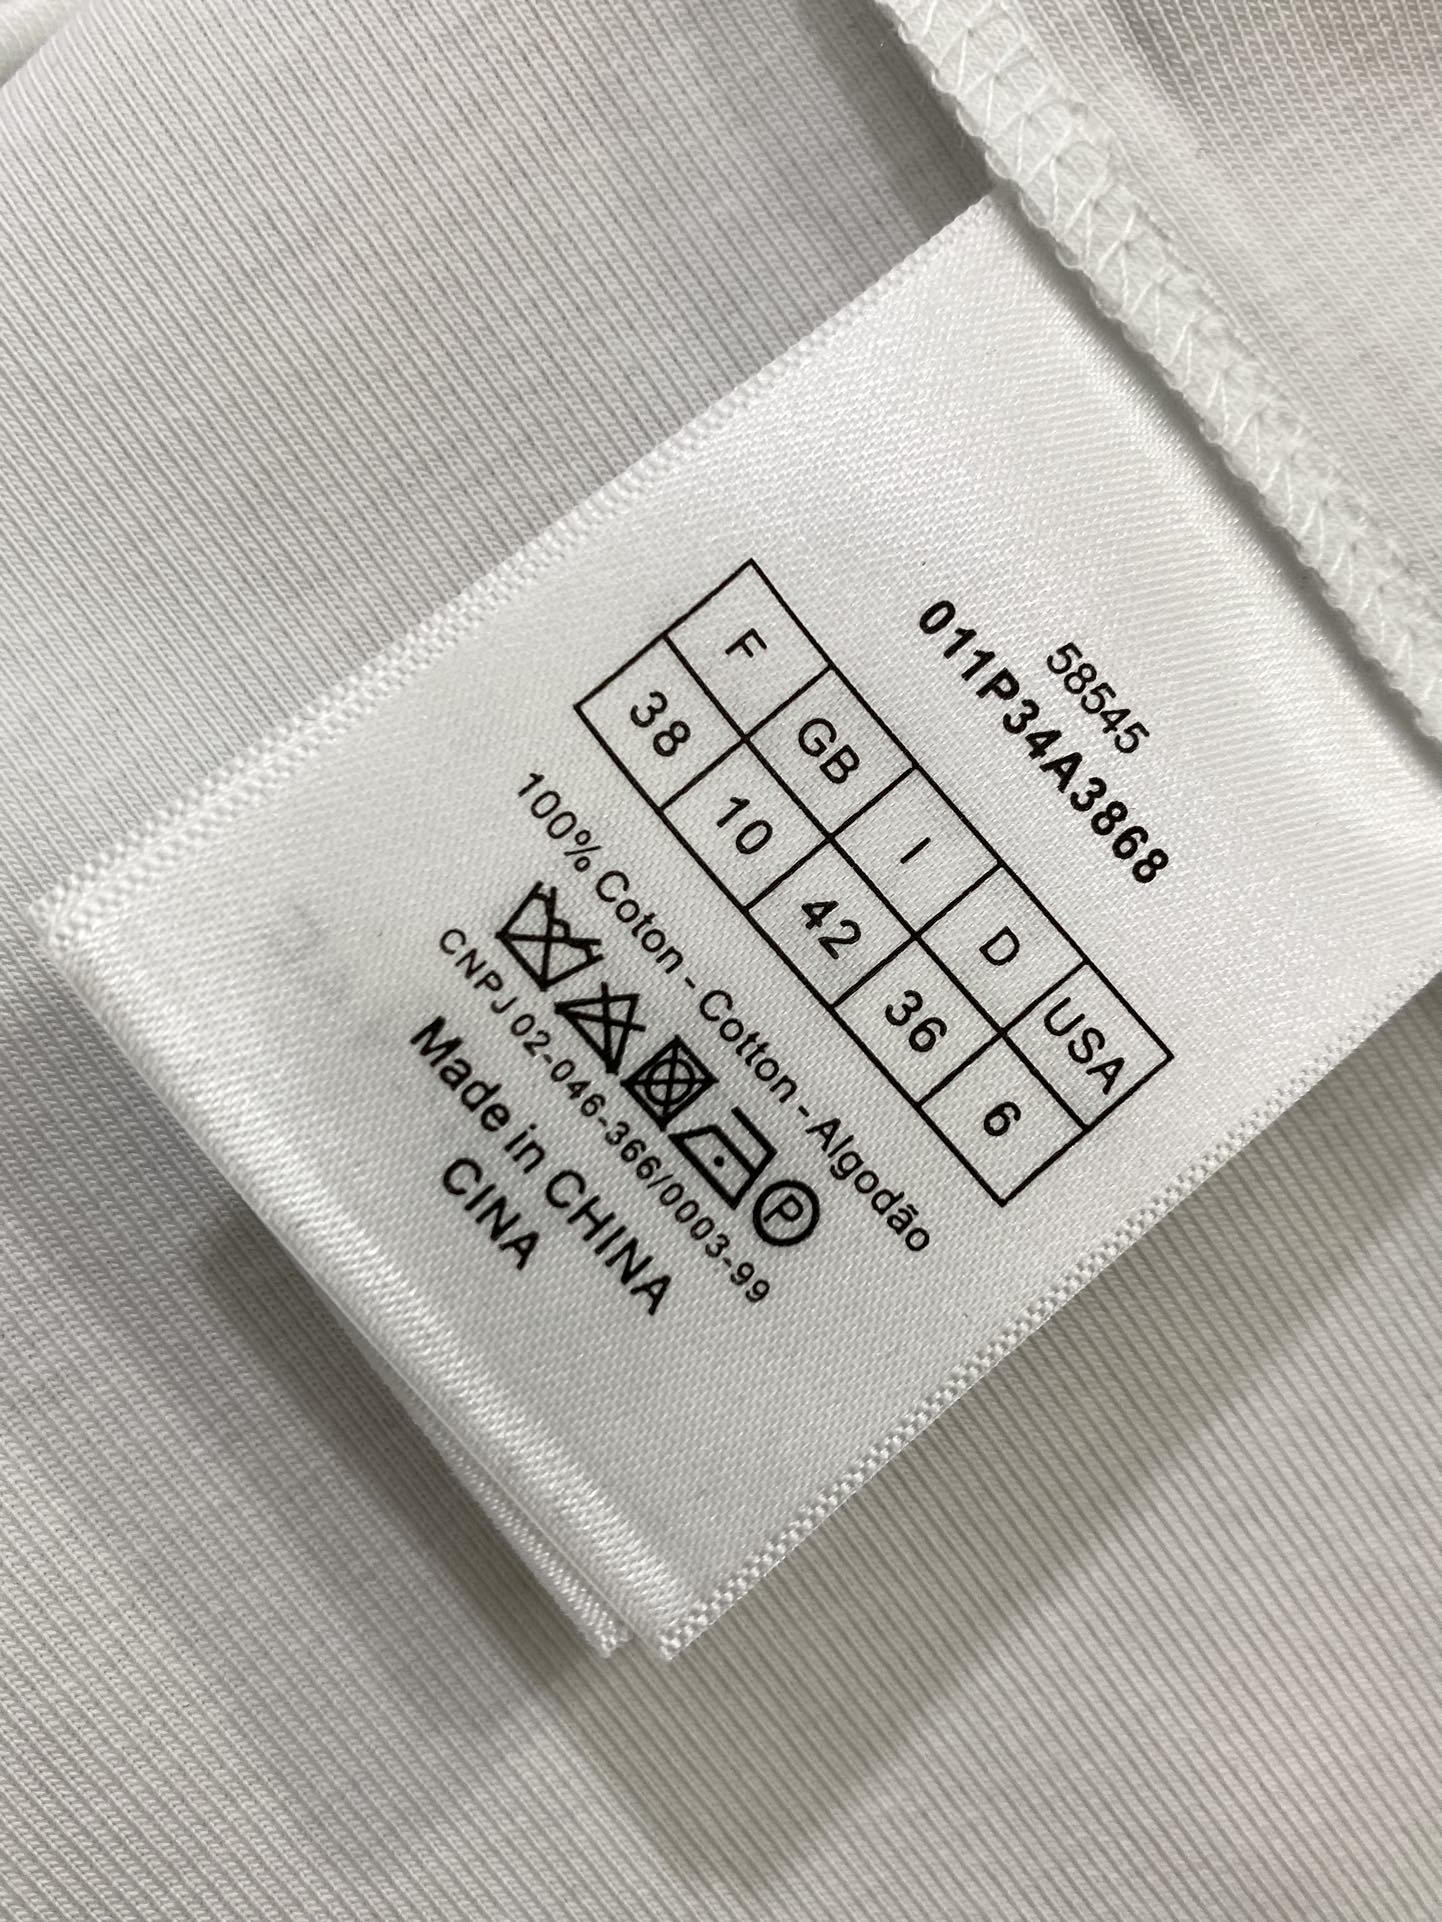 58545
011P34A3868
F GB I D USA
38 10 42 36 6
100% Coton - Cotton - Algodão
P
CNPJ 02-046-366/0003-99
Made in CHINA
CINA